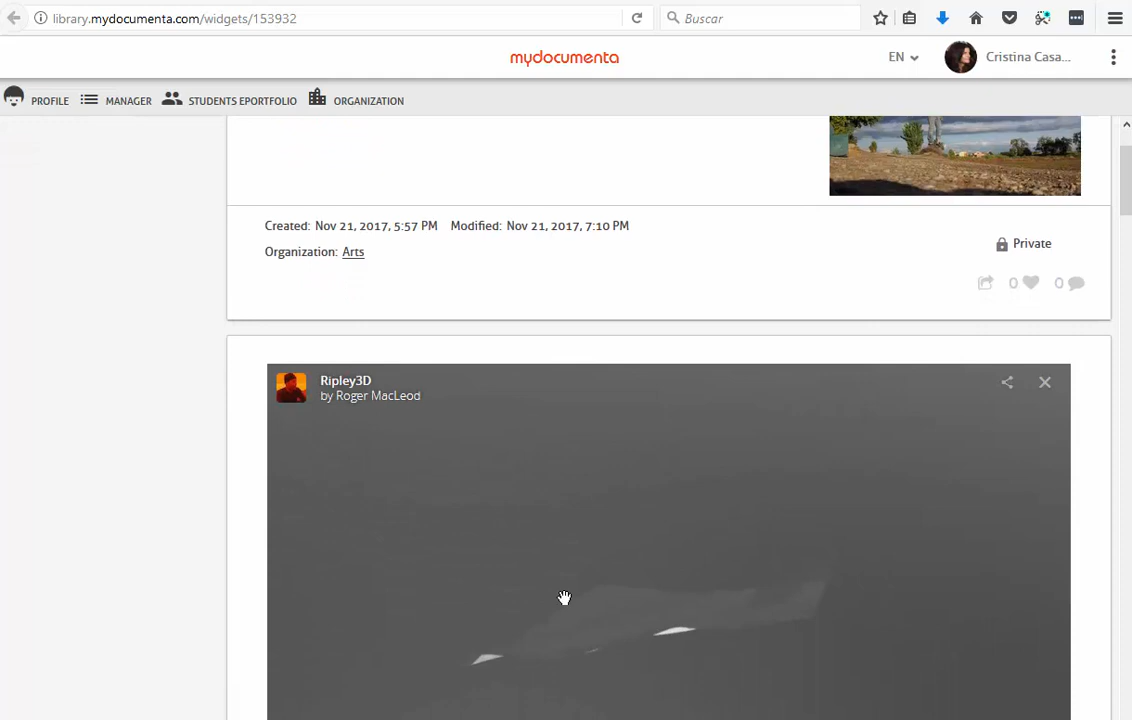 library.mydocumenta.com/widgets/153932
Buscar
mydocumenta
EN
Cristina Casa...
PROFILE
MANAGER
STUDENTS EPORTFOLIO
ORGANIZATION
Created: Nov 21, 2017, 5:57 PM Modified: Nov 21, 2017, 7:10 PM
Organization: Arts
Private
0
0
Ripley3D
by Roger MacLeod